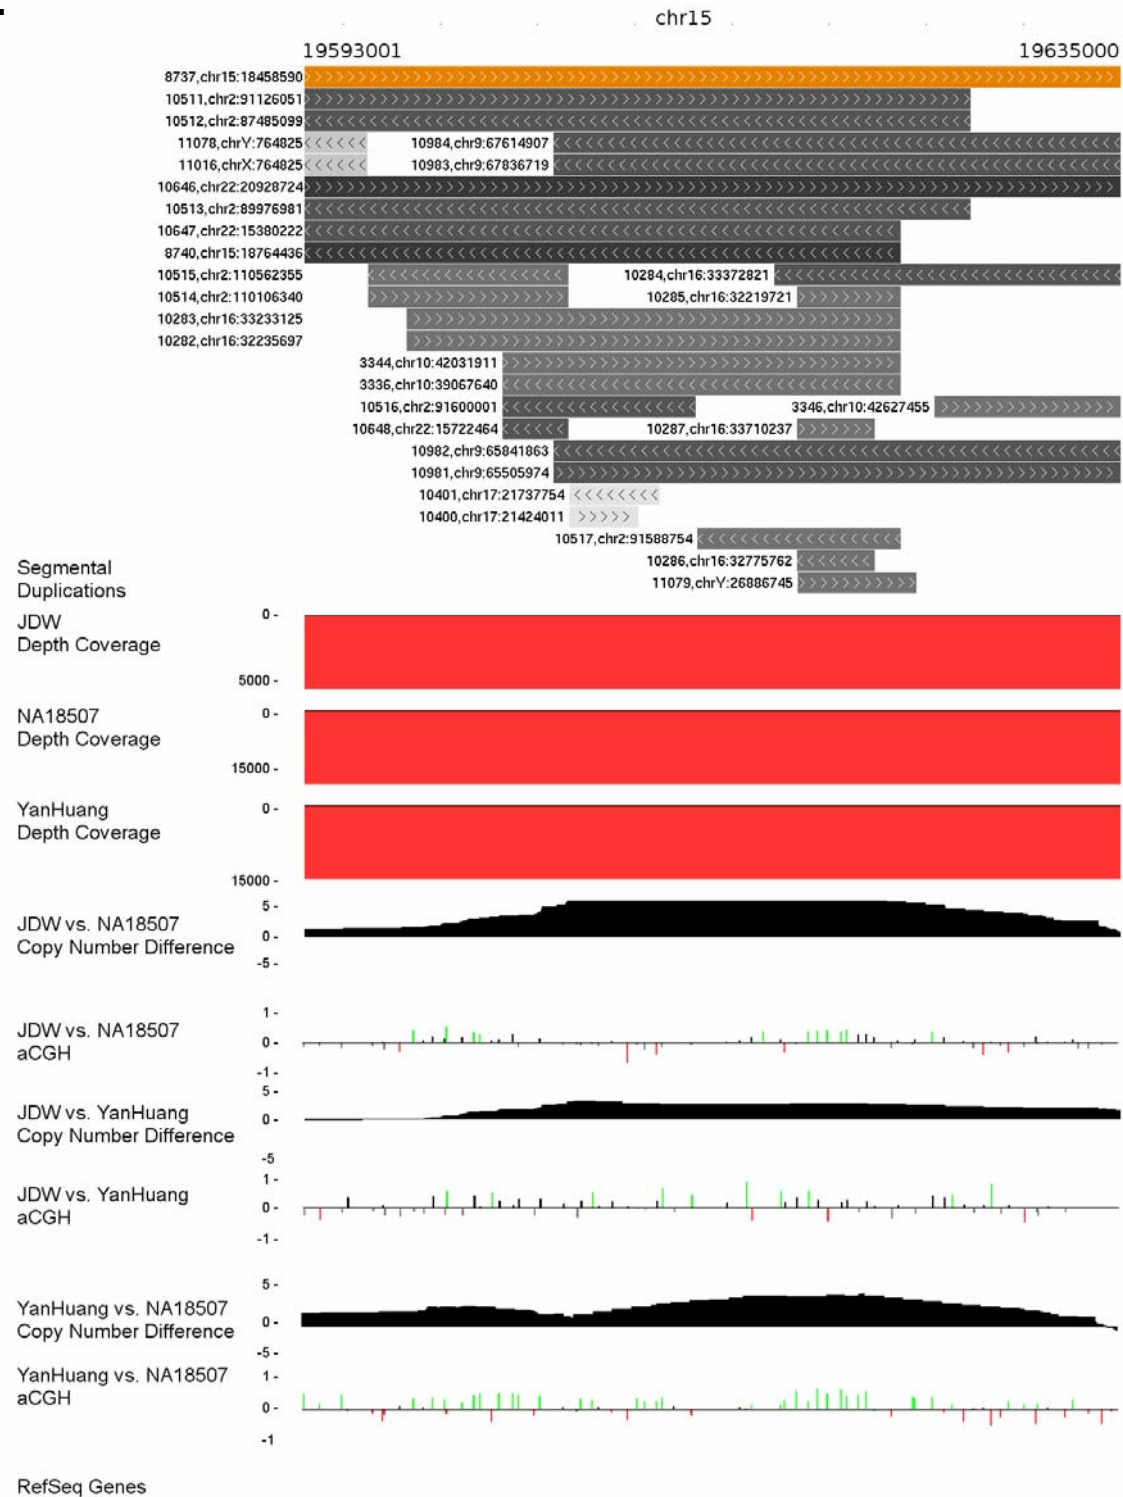 chr15
19593001 19635000
8737,chr15:18458590
10511,chr2:91126051
10512,chr2:87485099
11078,chrY:764825 10984,chr9:67614907
11016,chrX:764825 10983,chr9:67836719
10646,chr22:20928724
10513,chr2:89976981
10647,chr22:15380222
8740,chr15:18764436
10515,chr2:110562355 10284,chr16:33372821
10514,chr2:110106340 10285,chr16:32219721
10283,chr16:33233125
10282,chr16:32235697
3344,chr10:42031911
3336,chr10:39067640
10516,chr2:91600001 3346,chr10:42627455
10648,chr22:15722464 10287,chr16:33710237
10982,chr9:65841863
10981,chr9:65505974
10401,chr17:21737754
10400,chr17:21424011
10517,chr2:91588754
10286,chr16:32775762
11079,chrY:26886745
Segmental
Duplications
JDW
Depth Coverage
0 -
5000 -
NA18507
Depth Coverage
0 -
15000 -
YanHuang
Depth Coverage
0 -
15000 -
JDW vs. NA18507
Copy Number Difference
5 -
0 -
-5 -
JDW vs. NA18507
aCGH
1 -
0 -
-1 -
JDW vs. YanHuang
Copy Number Difference
5 -
0 -
-5
JDW vs. YanHuang
aCGH
1 -
0 -
-1 -
YanHuang vs. NA18507
Copy Number Difference
5 -
0 -
-5 -
YanHuang vs. NA18507
aCGH
1 -
0 -
-1
RefSeq Genes